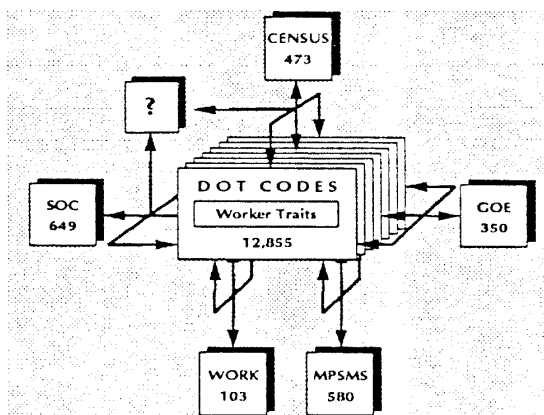 CENSUS
473
?
DOT CODES
Worker Traits
12,855
SOC
649
GOE
350
WORK
103
MPSMS
580